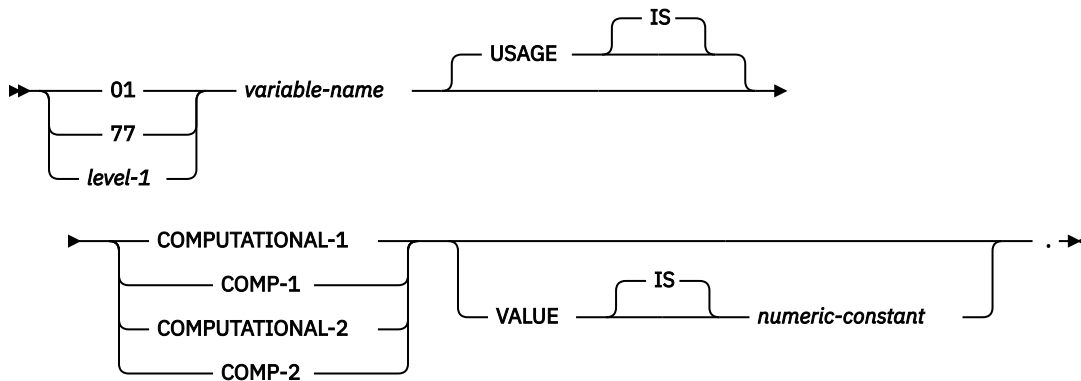 IS
USAGE
01 variable-name
77
level-1
COMPUTATIONAL-1 .
COMP-1
IS
COMPUTATIONAL-2
VALUE numeric-constant
COMP-2